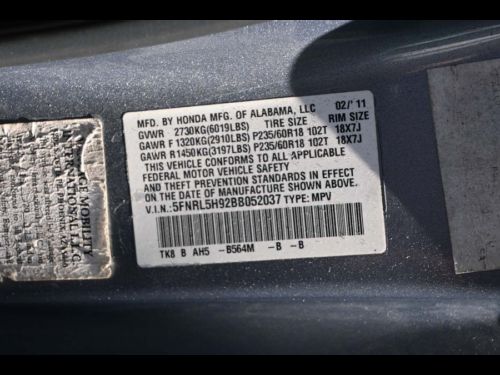 MFD. BY HONDA MFG. OF ALABAMA, LLC 02/'11
GVWR 2730KG(6019LBS) TIRE SIZE RIM SIZE
GAWR F 1320KG(2910LBS) P235/60R18 102T 18X7J
GAWR R1450KG(3197LBS) P235/60R18 102T 18X7J
THIS VEHICLE CONFORMS TO ALL APPLICABLE
FEDERAL MOTOR VEHICLE SAFETY
AND THEFT PREVENTION STANDARDS IN EFFECT
ON THE DATE OF MANUFACTURE SHOWN ABOVE.
V.I.N.: 5FNRL5H92BB052037 TYPE: MPV
TK8 B AH5 -B564M -B -B
MOBILITY